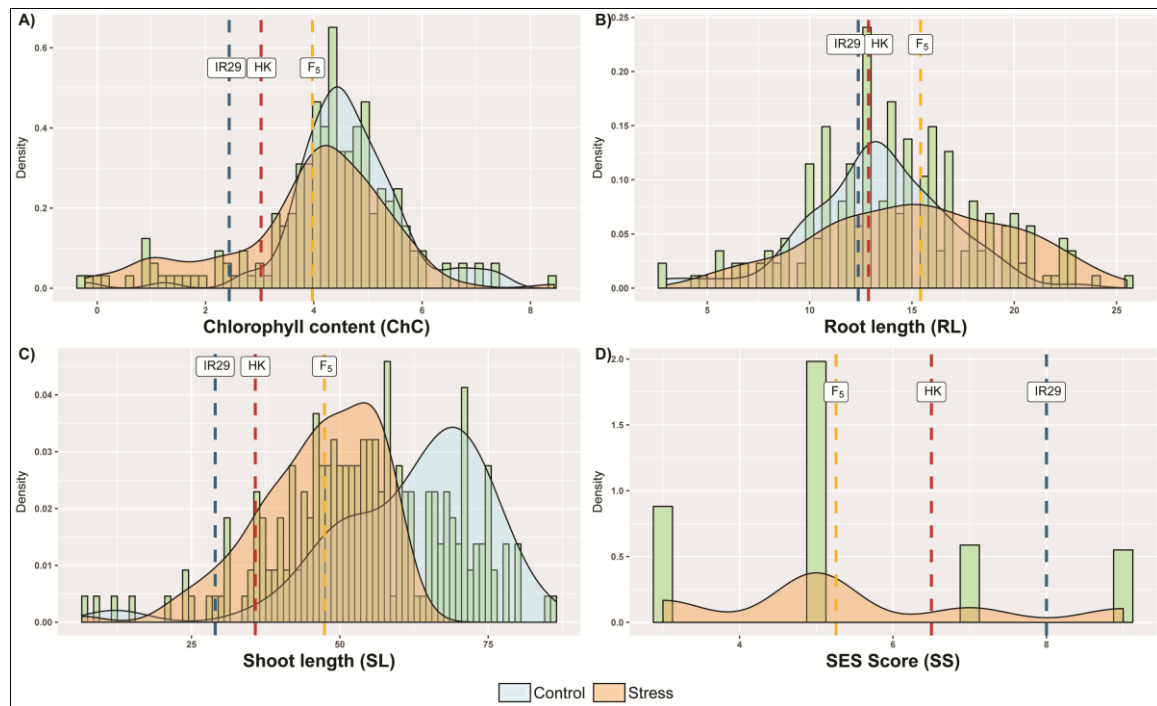 A)
IR29 HK F5
0.6
0.4
0.2
0.0
Density
0 2 4 6 8
Chlorophyll content (ChC)
B)
IR29 HK F5
0.25
0.20
0.15
0.10
0.05
0.00
Density
5 10 15 20 25
Root length (RL)
C)
IR29 HK F5
0.04
0.03
0.02
0.01
0.00
Density
25 50 75
Shoot length (SL)
D)
F5 HK IR29
2.0
1.5
1.0
0.5
0.0
Density
4 6 8
SES Score (SS)
Control Stress